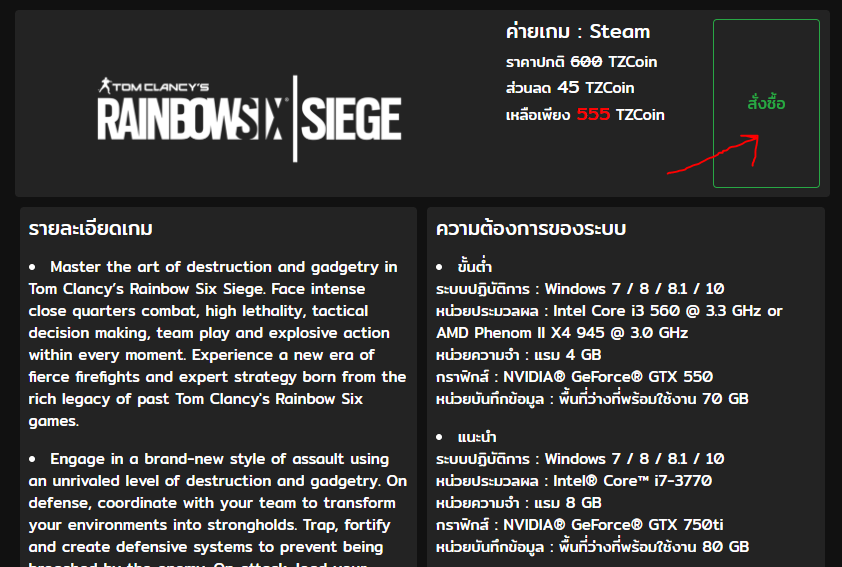 TOM CLANCY'S
RAINBOWSIX® SIEGE
ค่ายเกม : Steam
ราคาปกติ 600 TZCoin
ส่วนลด 45 TZCoin
เหลือเพียง 555 TZCoin
สั่งซื้อ
รายละเอียดเกม
• Master the art of destruction and gadgetry in
Tom Clancy’s Rainbow Six Siege. Face intense
close quarters combat, high lethality, tactical
decision making, team play and explosive action
within every moment. Experience a new era of
fierce firefights and expert strategy born from the
rich legacy of past Tom Clancy's Rainbow Six
games.
• Engage in a brand-new style of assault using
an unrivaled level of destruction and gadgetry. On
defense, coordinate with your team to transform
your environments into strongholds. Trap, fortify
and create defensive systems to prevent being
breached by the enemy. On attack, lead your
ความต้องการของระบบ
• ขั้นต่ำ
ระบบปฏิบัติการ : Windows 7 / 8 / 8.1 / 10
หน่วยประมวลผล : Intel Core i3 560 @ 3.3 GHz or
AMD Phenom II X4 945 @ 3.0 GHz
หน่วยความจำ : แรม 4 GB
กราฟิกส์ : NVIDIA® GeForce® GTX 550
หน่วยบันทึกข้อมูล : พื้นที่ว่างที่พร้อมใช้งาน 70 GB
• แนะนำ
ระบบปฏิบัติการ : Windows 7 / 8 / 8.1 / 10
หน่วยประมวลผล : Intel® Core™ i7-3770
หน่วยความจำ : แรม 8 GB
กราฟิกส์ : NVIDIA® GeForce® GTX 750ti
หน่วยบันทึกข้อมูล : พื้นที่ว่างที่พร้อมใช้งาน 80 GB